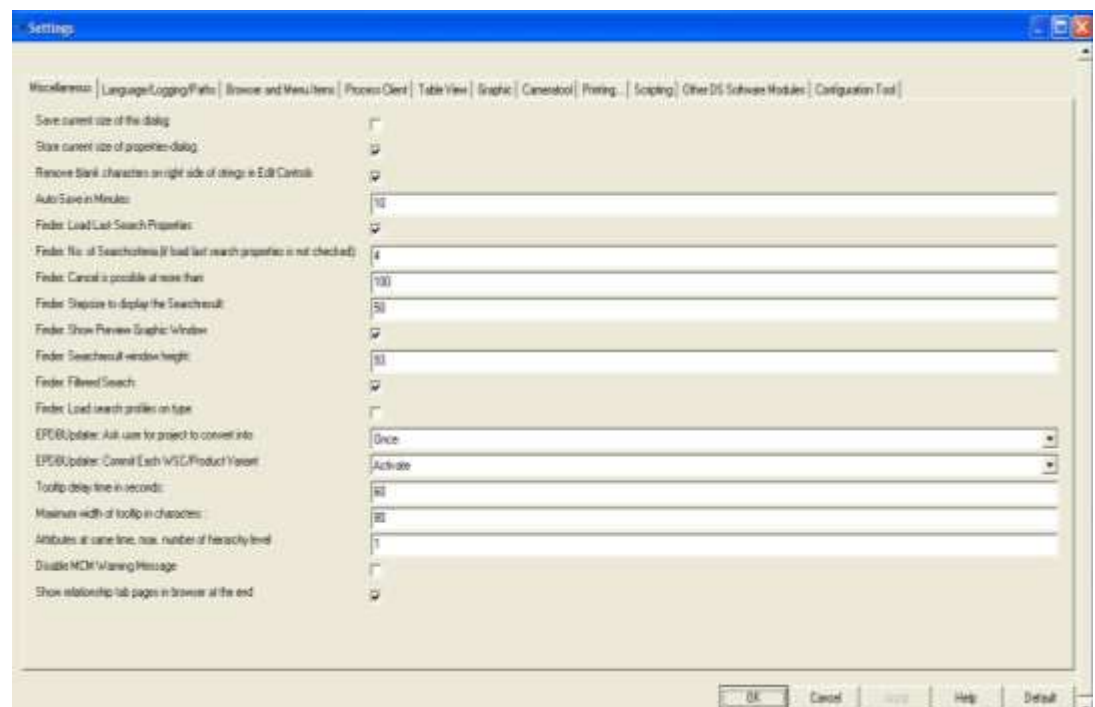 Settings
Miscellaneous Language/Logging/Paths Browser and Menu Items Process Client Table View Graphic Cameratool Printing... Scripting Other DS Software Modules Configuration Tool
Save current size of this dialog
Store current size of properties-dialog
Remove blank characters on right side of strings in Edit Controls
Auto Save in Minutes: 10
Finder: Load Last Search Properties
Finder: No. of Searchcriteria (if load last search properties is not checked): 4
Finder: Cancel is possible at more than: 100
Finder: Stepsize to display the Searchresult: 50
Finder: Show Preview Graphic Window
Finder: Searchresult window height:
Finder: Filtered Search:
Finder: Load search profiles on type
EPDBUpdater: Ask user for project to convert into: Once
EPDBUpdater: Commit Each WSG/Product Variant: Activate
Tooltip delay time in seconds: 60
Maximum width of tooltip in characters : 80
Attributes at same time, max. number of hierarchy level 1
Disable MCM Warning Message
Show relationship tab pages in browser at the end
OK Cancel Apply Help Default